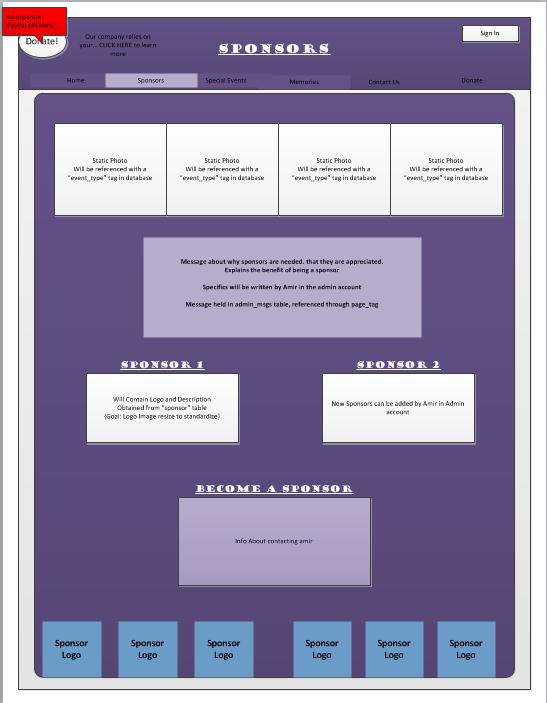 Incorporate
PayPal API Here
Donate!
Our company relies on
your... CLICK HERE to learn
more
SPONSORS
Sign In
Home
Sponsors
Special Events
Memories
Contact Us
Donate
Static Photo
Will be referenced with a
"event_type" tag in database
Static Photo
Will be referenced with a
"event_type" tag in database
Static Photo
Will be referenced with a
"event_type" tag in database
Static Photo
Will be referenced with a
"event_type" tag in database
Message about why sponsors are needed. that they are appreciated.
Explains the benefit of being a sponsor
Specifics will be written by Amir in the admin account
Message held in admin_msgs table, referenced through page_tag
SPONSOR 1
Will Contain Logo and Description
Obtained from "sponsor" table
(Goal: Logo Image resize to standardize)
SPONSOR 2
New Sponsors can be added by Amir in Admin
account
BECOME A SPONSOR
Info About contacting amir
Sponsor
Logo
Sponsor
Logo
Sponsor
Logo
Sponsor
Logo
Sponsor
Logo
Sponsor
Logo